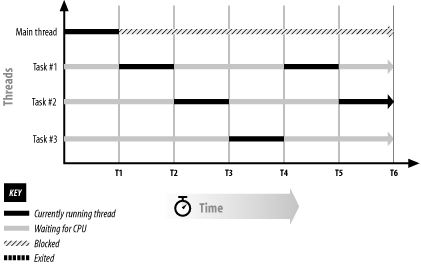 Threads
Main thread
Task #1
Task #2
Task #3
T1 T2 T3 T4 T5 T6
Time
KEY
Currently running thread
Waiting for CPU
Blocked
Exited